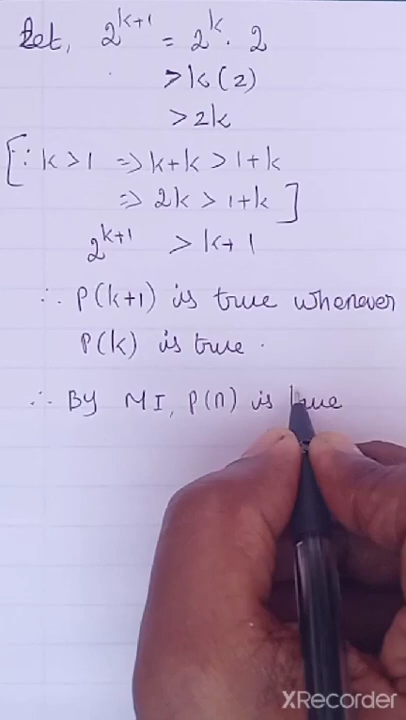 Let, 2^{k+1} = 2^k · 2
> k(2)
> 2k
[∵ k > 1 ⇒ k+k > 1+k
⇒ 2k > 1+k ]
2^{k+1} > k+1
∴ P(k+1) is true whenever
P(k) is true.
∴ By MI, P(n) is true
XRecorder